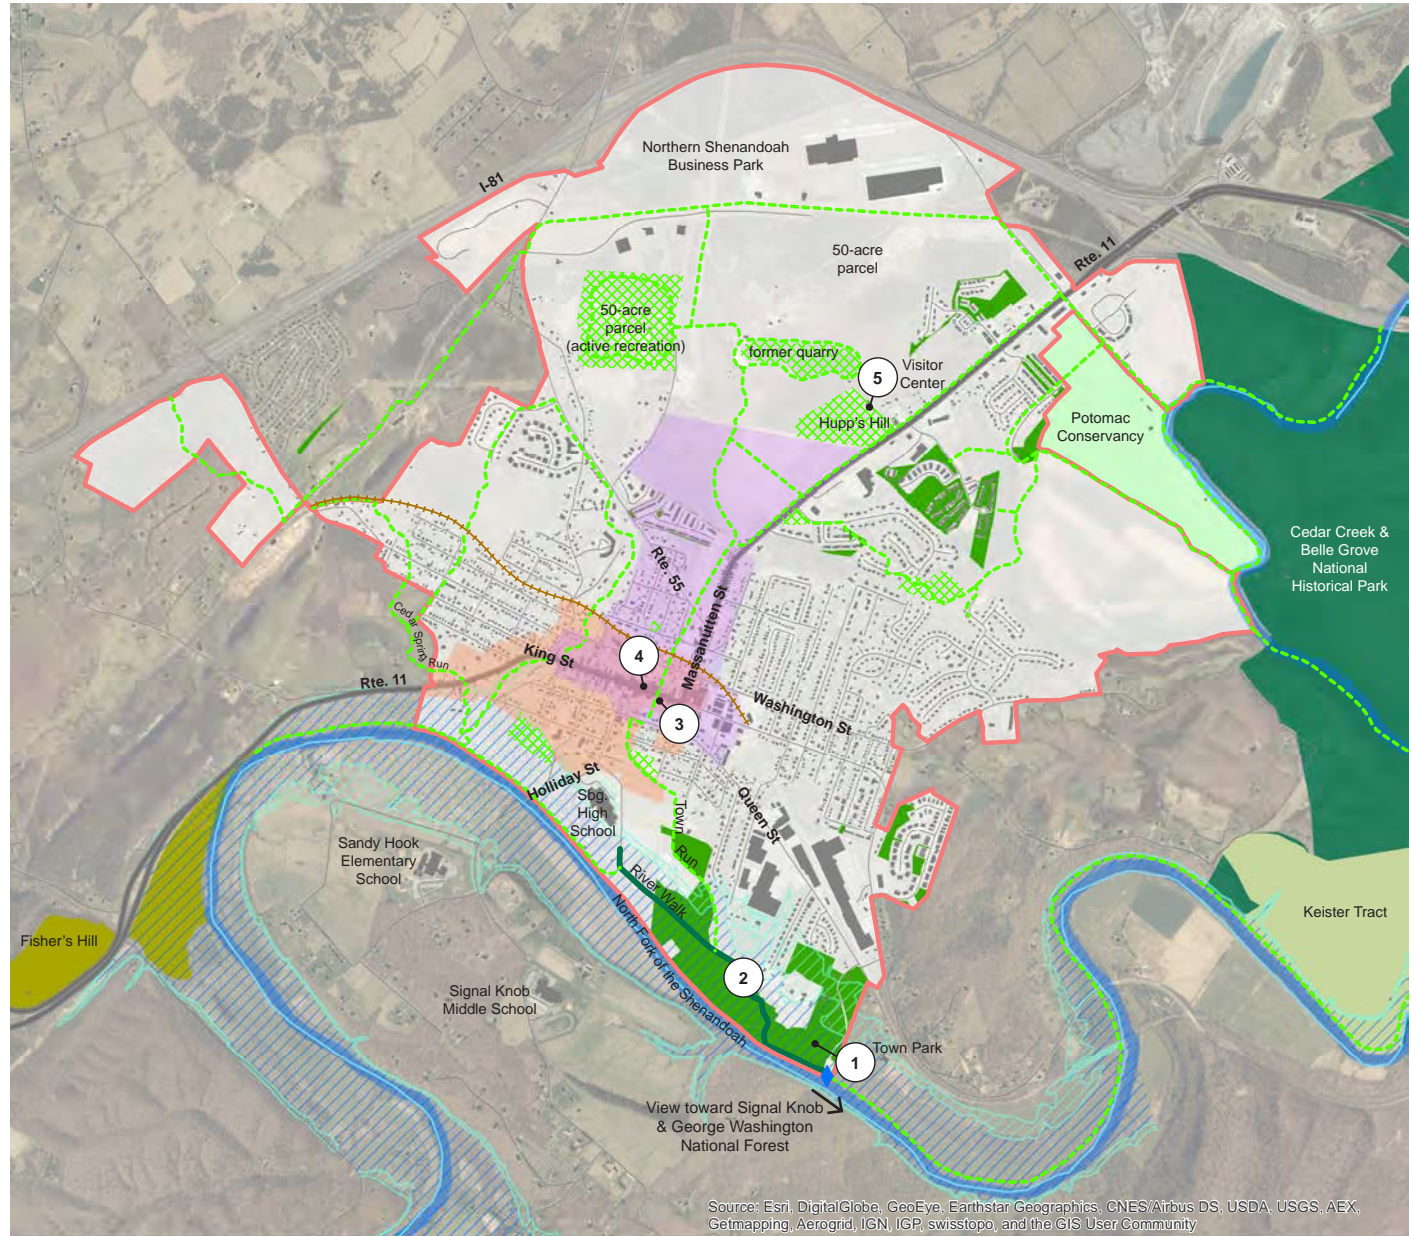 Northern Shenandoah
Business Park
I-81
Rte. 11
50-acre
parcel
50-acre
parcel
(active recreation)
former quarry
5
Visitor
Center
Hupp's Hill
Potomac
Conservancy
Cedar Creek &
Belle Grove
National
Historical Park
Rte. 55
Massanutten St
Cedar Spring Run
King St
4
Rte. 11
3
Washington St
Holliday St
Sbg.
High
School
Town Run
Queen St
Sandy Hook
Elementary
School
River Walk
North Fork of the Shenandoah
Keister Tract
Fisher's Hill
2
Signal Knob
Middle School
1
Town Park
View toward Signal Knob
& George Washington
National Forest
Source: Esri, DigitalGlobe, GeoEye, Earthstar Geographics, CNES/Airbus DS, USDA, USGS, AEX,
Getmapping, Aerogrid, IGN, IGP, swisstopo, and the GIS User Community